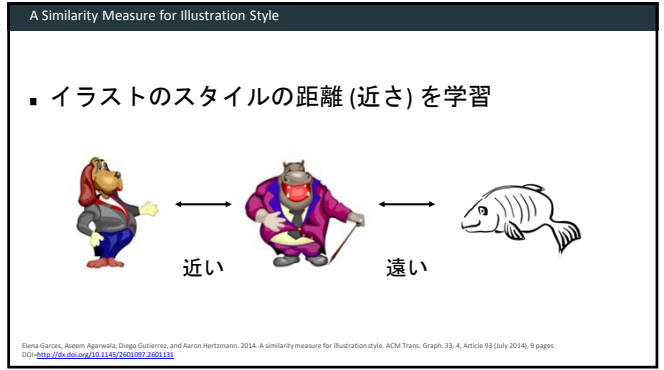 A Similarity Measure for Illustration Style
▪ イラストのスタイルの距離 (近さ) を学習
近い
遠い
Elena Garces, Aseem Agarwala, Diego Gutierrez, and Aaron Hertzmann. 2014. A similarity measure for illustration style. ACM Trans. Graph. 33, 4, Article 93 (July 2014), 9 pages.
DOI=http://dx.doi.org/10.1145/2601097.2601131